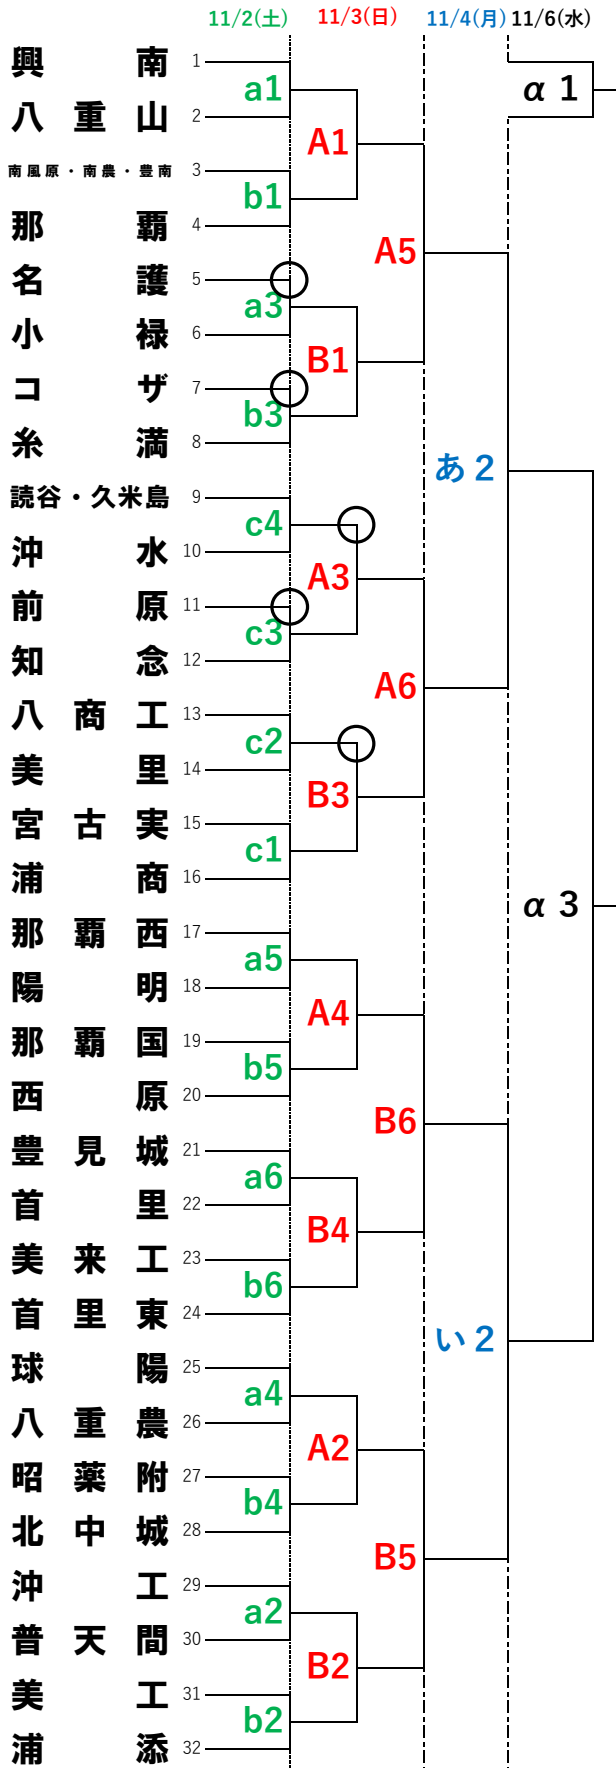 11/2(土) 11/3(日) 11/4(月) 11/6(水)
興南 1
a1
α 1
八重山 2
A1
南風原・南農・豊南 3
b1
那覇 4
A5
名護 5
a3
小禄 6
B1
コザ 7
b3
糸満 8
あ2
読谷・久米島 9
c4
沖水 10
A3
前原 11
c3
知念 12
A6
八商工 13
c2
美里 14
B3
宮古実 15
c1
浦商 16
α 3
那覇西 17
a5
陽明 18
A4
那覇国 19
b5
西原 20
B6
豊見城 21
a6
首里 22
B4
美来工 23
b6
首里東 24
い2
球陽 25
a4
八重農 26
A2
昭薬附 27
b4
北中城 28
B5
沖工 29
a2
普天間 30
B2
美工 31
b2
浦添 32